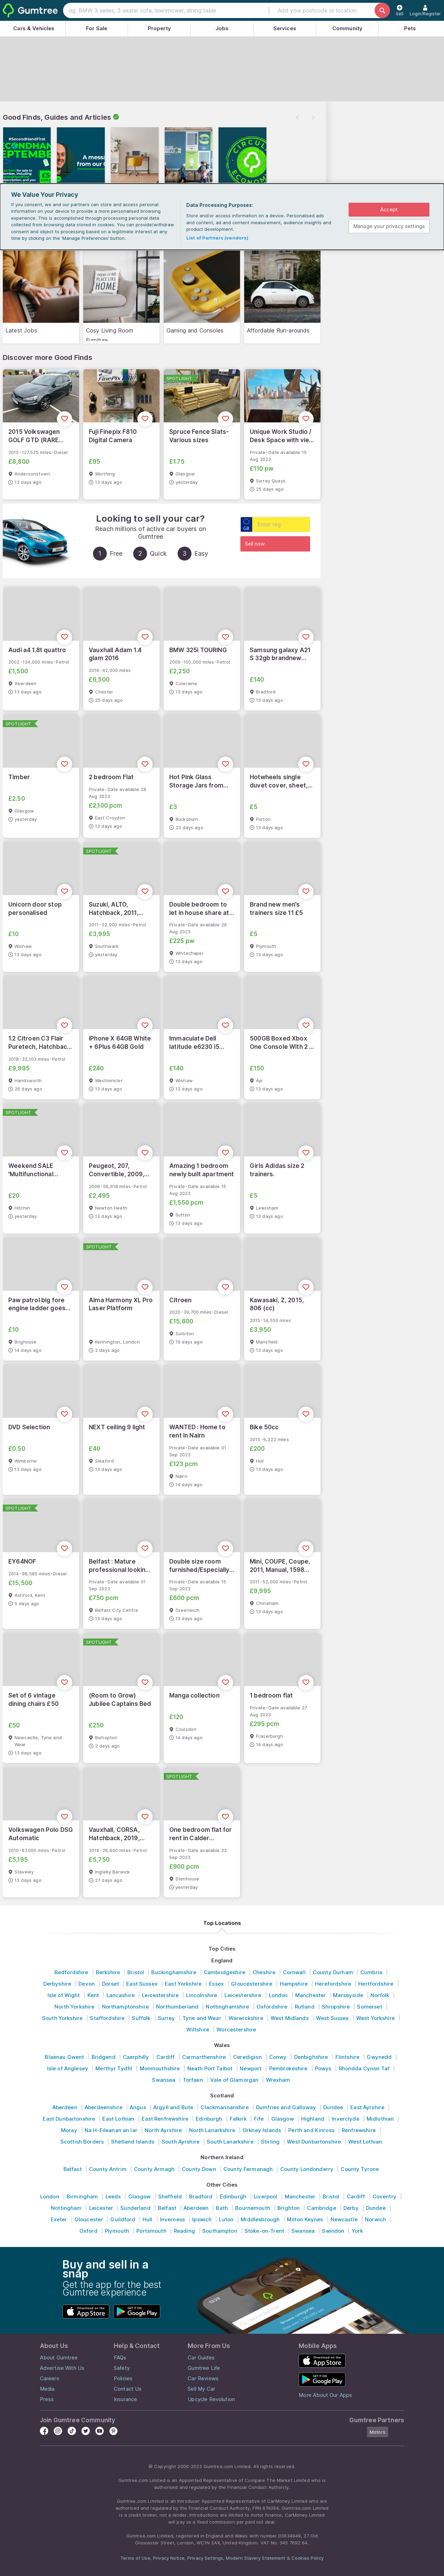 Gumtree
eg. BMW 3 series, 3 seater sofa, lawnmower, dining table
Add your postcode or location
Sell
Login/Register
Cars & Vehicles
For Sale
Property
Jobs
Services
Community
Pets
Good Finds, Guides and Articles
We Value Your Privacy
If you consent, we and our partners can store and access personal information on your device to provide a more personalised browsing experience. This is accomplished through processing personal data collected from browsing data stored in cookies. You can provide/withdraw consent and object to processing based on a legitimate interest at any time by clicking on the 'Manage Preferences' button.
Data Processing Purposes:
Store and/or access information on a device. Personalised ads and content, ad and content measurement, audience insights and product development.
List of Partners (vendors)
Accept
Manage your privacy settings
Latest Jobs
Cosy Living Room
Gaming and Consoles
Affordable Run-arounds
Discover more Good Finds
2015 Volkswagen GOLF GTD (RARE...
2015 · 127,525 miles · Diesel
£8,800
Andersonstown
13 days ago
Fuji Finepix F810 Digital Camera
£95
Worthing
13 days ago
SPOTLIGHT
Spruce Fence Slats- Various sizes
£1.75
Glasgow
yesterday
Unique Work Studio / Desk Space with vie...
Private · Date available 15 Aug 2023
£110 pw
Surrey Quays
25 days ago
Looking to sell your car?
Reach millions of active car buyers on Gumtree
1 Free
2 Quick
3 Easy
GB
Enter reg
Sell now
Audi a4 1.8t quattro
2002 · 134,000 miles · Petrol
£1,500
Aberdeen
13 days ago
Vauxhall Adam 1.4 glam 2016
2016 · 42,000 miles
£6,500
Chester
25 days ago
BMW 325i TOURING
2009 · 100,000 miles · Petrol
£2,250
Coleraine
13 days ago
Samsung galaxy A21 S 32gb brandnew...
£140
Bradford
13 days ago
SPOTLIGHT
Timber
£2.50
Glasgow
yesterday
2 bedroom Flat
Private · Date available 28 Aug 2023
£2,100 pcm
East Croydon
13 days ago
Hot Pink Glass Storage Jars from...
£3
Bucksburn
23 days ago
Hotwheels single duvet cover, sheet,...
£5
Parton
13 days ago
Unicorn door stop personalised
£10
Wishaw
13 days ago
SPOTLIGHT
Suzuki, ALTO, Hatchback, 2011,...
2011 · 52,000 miles · Petrol
£3,995
Southwark
yesterday
Double bedroom to let in house share at...
Private · Date available 26 Aug 2023
£225 pw
Whitechapel
13 days ago
Brand new men's trainers size 11 £5
£5
Plymouth
13 days ago
1.2 Citroen C3 Flair Puretech, Hatchbac...
2018 · 32,103 miles · Petrol
£9,995
Handsworth
26 days ago
iPhone X 64GB White + 6Plus 64GB Gold
£240
Westminster
13 days ago
Immaculate Dell latitude e6230 i5...
£140
Wishaw
13 days ago
500GB Boxed Xbox One Console With 2 ...
£150
Ayr
13 days ago
SPOTLIGHT
Weekend SALE 'Multifunctional...
£20
Hitchin
yesterday
Peugeot, 207, Convertible, 2009,...
2009 · 56,816 miles · Petrol
£2,495
Newton Heath
13 days ago
Amazing 1 bedroom newly built apartment
Private · Date available 15 Aug 2023
£1,550 pcm
Sutton
13 days ago
Girls Adidas size 2 trainers.
£5
Lewisham
13 days ago
Paw patrol big fore engine ladder goes...
£10
Brighouse
14 days ago
SPOTLIGHT
Alma Harmony XL Pro Laser Platform
Kennington, London
2 days ago
Citroen
2020 · 39,700 miles · Diesel
£15,800
Surbiton
19 days ago
Kawasaki, Z, 2015, 806 (cc)
2015 · 14,550 miles
£3,950
Mansfield
13 days ago
DVD Selection
£0.50
Wimborne
13 days ago
NEXT ceiling 9 light
£40
Sleaford
13 days ago
WANTED : Home to rent in Nairn
Private · Date available 01 Sep 2023
£123 pcm
Nairn
14 days ago
Bike 50cc
2015 · 6,222 miles
£200
Hull
13 days ago
SPOTLIGHT
EY64NOF
2014 · 98,385 miles · Diesel
£15,500
Ashford, Kent
5 days ago
Belfast : Mature professional lookin...
Private · Date available 01 Sep 2023
£750 pcm
Belfast City Centre
13 days ago
Double size room furnished/Especially...
Private · Date available 15 Sep 2023
£600 pcm
Greenwich
13 days ago
Mini, COUPE, Coupe, 2011, Manual, 1598...
2011 · 52,000 miles · Petrol
£9,995
Chinnham
13 days ago
Set of 6 vintage dining chairs £50
£50
Newcastle, Tyne and Wear
13 days ago
SPOTLIGHT
(Room to Grow) Jubilee Captains Bed
£250
Bishopton
2 days ago
Manga collection
£120
Coulsdon
14 days ago
1 bedroom flat
Private · Date available 27 Aug 2023
£295 pcm
Fraserburgh
14 days ago
Volkswagen Polo DSG Automatic
2010 · 67,000 miles · Petrol
£5,195
Staveley
13 days ago
Vauxhall, CORSA, Hatchback, 2019,...
2019 · 26,600 miles · Petrol
£5,750
Ingleby Barwick
27 days ago
SPOTLIGHT
One bedroom flat for rent in Calder...
Private · Date available 22 Sep 2023
£900 pcm
Stenhouse
yesterday
Top Locations
Top Cities
England
Bedfordshire | Berkshire | Bristol | Buckinghamshire | Cambridgeshire | Cheshire | Cornwall | County Durham | Cumbria
Derbyshire | Devon | Dorset | East Sussex | East Yorkshire | Essex | Gloucestershire | Hampshire | Herefordshire | Hertfordshire
Isle of Wight | Kent | Lancashire | Leicestershire | Lincolnshire | Leicestershire | London | Manchester | Merseyside | Norfolk
North Yorkshire | Northamptonshire | Northumberland | Nottinghamshire | Oxfordshire | Rutland | Shropshire | Somerset
South Yorkshire | Staffordshire | Suffolk | Surrey | Tyne and Wear | Warwickshire | West Midlands | West Sussex | West Yorkshire
Wiltshire | Worcestershire
Wales
Blaenau Gwent | Bridgend | Caerphilly | Cardiff | Carmarthenshire | Ceredigion | Conwy | Denbighshire | Flintshire | Gwynedd
Isle of Anglesey | Merthyr Tydfil | Monmouthshire | Neath Port Talbot | Newport | Pembrokeshire | Powys | Rhondda Cynon Taf
Swansea | Torfaen | Vale of Glamorgan | Wrexham
Scotland
Aberdeen | Aberdeenshire | Angus | Argyll and Bute | Clackmannanshire | Dumfries and Galloway | Dundee | East Ayrshire
East Dunbartonshire | East Lothian | East Renfrewshire | Edinburgh | Falkirk | Fife | Glasgow | Highland | Inverclyde | Midlothian
Moray | Na H-Eileanan an Iar | North Ayrshire | North Lanarkshire | Orkney Islands | Perth and Kinross | Renfrewshire
Scottish Borders | Shetland Islands | South Ayrshire | South Lanarkshire | Stirling | West Dunbartonshire | West Lothian
Northern Ireland
Belfast | County Antrim | County Armagh | County Down | County Fermanagh | County Londonderry | County Tyrone
Other Cities
London | Birmingham | Leeds | Glasgow | Sheffield | Bradford | Edinburgh | Liverpool | Manchester | Bristol | Cardiff | Coventry
Nottingham | Leicester | Sunderland | Belfast | Aberdeen | Bath | Bournemouth | Brighton | Cambridge | Derby | Dundee
Exeter | Gloucester | Guildford | Hull | Inverness | Ipswich | Luton | Middlesbrough | Milton Keynes | Newcastle | Norwich
Oxford | Plymouth | Portsmouth | Reading | Southampton | Stoke-on-Trent | Swansea | Swindon | York
Buy and sell in a snap
Get the app for the best Gumtree experience
Download on the App Store
GET IT ON Google Play
About Us
About Gumtree
Advertise With Us
Careers
Media
Press
Help & Contact
FAQs
Safety
Policies
Contact Us
Insurance
More From Us
Car Guides
Gumtree Life
Car Reviews
Sell My Car
Upcycle Revolution
Mobile Apps
Download on the App Store
GET IT ON Google Play
More About Our Apps
Join Gumtree Community
Gumtree Partners
Motors
© Copyright 2000-2023 Gumtree.com Limited. All rights reserved.
Gumtree.com Limited is an Appointed Representative of Compare The Market Limited who is authorised and regulated by the Financial Conduct Authority.
Gumtree.com Limited is an Introducer Appointed Representative of CarMoney Limited who are authorised and regulated by the Financial Conduct Authority, FRN 674094. Gumtree.com Limited is a credit broker, not a lender. Introductions are limited to motor finance. CarMoney Limited will pay us a fixed commission per paid out deal.
Gumtree.com Limited, registered in England and Wales with number 03934849, 27 Old Gloucester Street, London, WC1N 3AX, United Kingdom. VAT No. 345 7692 64.
Terms of Use, Privacy Notice, Privacy Settings, Modern Slavery Statement & Cookies Policy